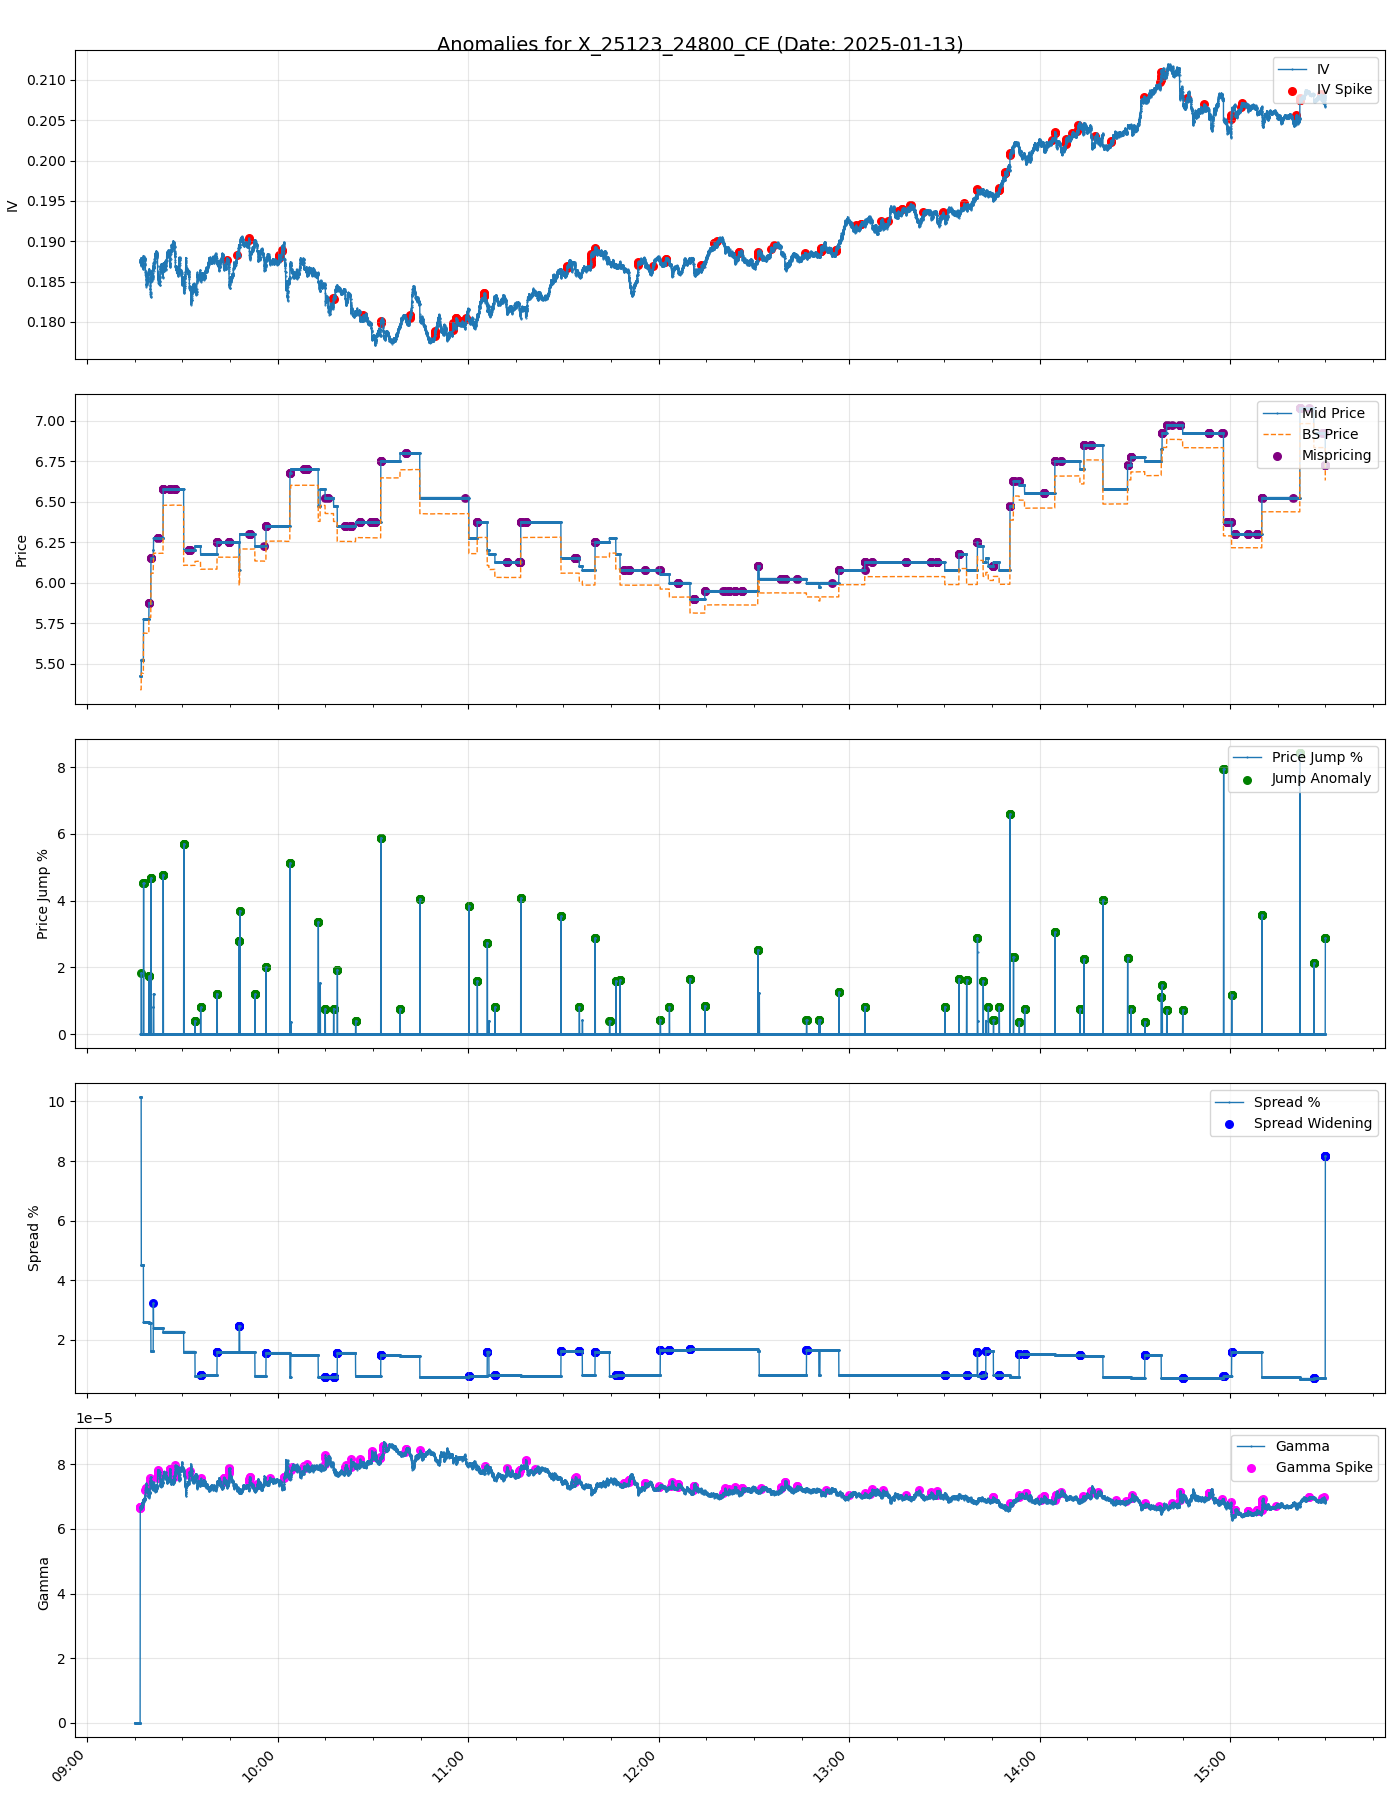 Anomalies for X_25123_24800_CE (Date: 2025-01-13)
IV
0.210
0.205
0.200
0.195
0.190
0.185
0.180
IV
IV Spike
Price
7.00
6.75
6.50
6.25
6.00
5.75
5.50
Mid Price
BS Price
Mispricing
Price Jump %
8
6
4
2
0
Price Jump %
Jump Anomaly
Spread %
10
8
6
4
2
Spread %
Spread Widening
1e−5
Gamma
8
6
4
2
0
Gamma
Gamma Spike
09:00
10:00
11:00
12:00
13:00
14:00
15:00